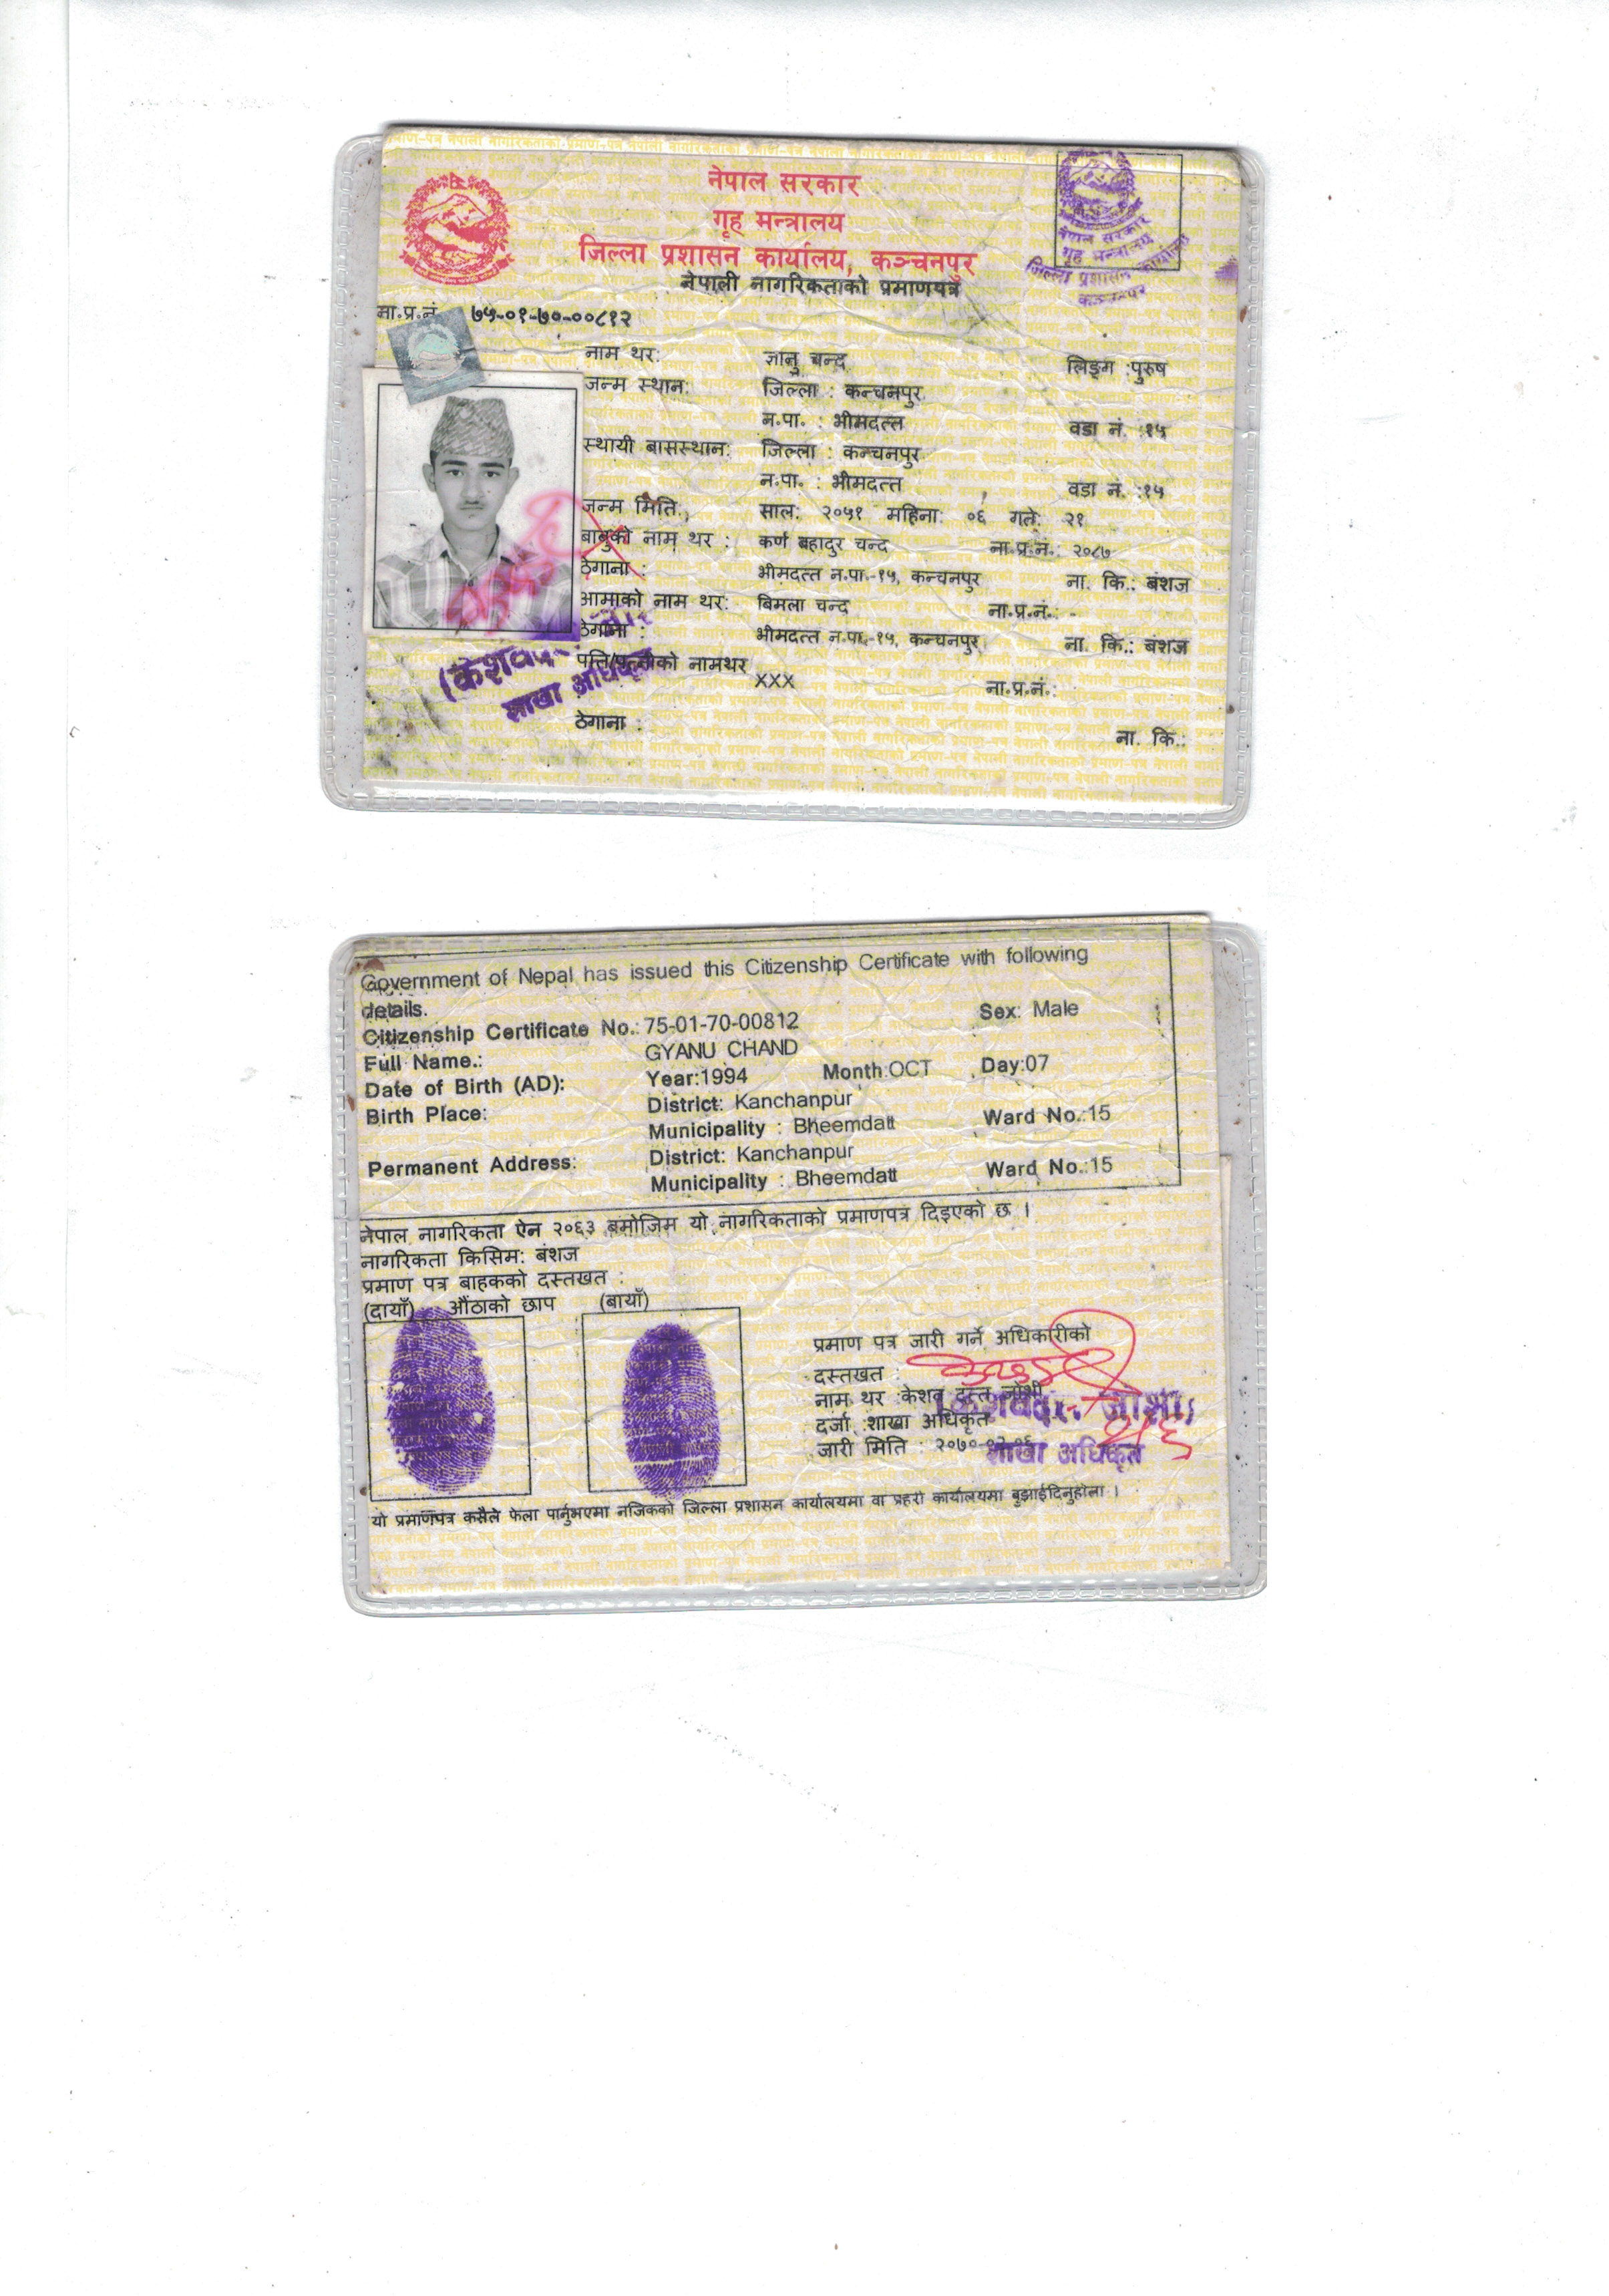 नेपाल सरकार
गृह मन्त्रालय
जिल्ला प्रशासन कार्यालय, कञ्चनपुर
नेपाली नागरिकताको प्रमाणपत्र
नेपाल सरकार
गृह मन्त्रालय
जिल्ला प्रशासन कार्यालय
कञ्चनपुर
ना.प्र.नं. ७५-०१-७०-००८१२
नाम थर: ज्ञानु चन्द लिङ्ग :पुरुष
जन्म स्थान: जिल्ला : कन्चनपुर
न.पा. : भीमदत्त वडा नं. :१५
स्थायी बासस्थान: जिल्ला : कन्चनपुर
न.पा. : भीमदत्त वडा नं. :१५
जन्म मिति: साल: २०५१ महिना: ०६ गते: २१
बाबुको नाम थर : कर्ण बहादुर चन्द ना.प्र.नं.: २०८७
ठेगाना : भीमदत्त न.पा.-१५, कन्चनपुर ना. कि.: बंशज
आमाको नाम थर: बिमला चन्द ना.प्र.नं.: -
ठेगाना : भीमदत्त न.पा.-१५, कन्चनपुर ना. कि.: बंशज
पति/पत्नीको नामथर XXX ना.प्र.नं.:
ठेगाना : ना. कि.:
शाखा अधिकृत
Government of Nepal has issued this Citizenship Certificate with following
details.
Citizenship Certificate No.: 75-01-70-00812 Sex: Male
Full Name.: GYANU CHAND
Date of Birth (AD): Year:1994 Month:OCT Day:07
Birth Place: District: Kanchanpur
Municipality : Bheemdatt Ward No.:15
Permanent Address: District: Kanchanpur
Municipality : Bheemdatt Ward No.:15
नेपाल नागरिकता ऐन २०६३ बमोजिम यो नागरिकताको प्रमाणपत्र दिइएको छ ।
नागरिकता किसिम: बंशज
प्रमाण पत्र बाहकको दस्तखत :
(दायाँ) औंठाको छाप (बायाँ)
प्रमाण पत्र जारी गर्ने अधिकारीको
दस्तखत :
नाम थर :केशव दत्त जोशी
दर्जा :शाखा अधिकृत
जारी मिति :
शाखा अधिकृत
यो प्रमाणपत्र कसैले फेला पार्नुभएमा नजिकको जिल्ला प्रशासन कार्यालयमा वा प्रहरी कार्यालयमा बुझाईदिनुहोला ।